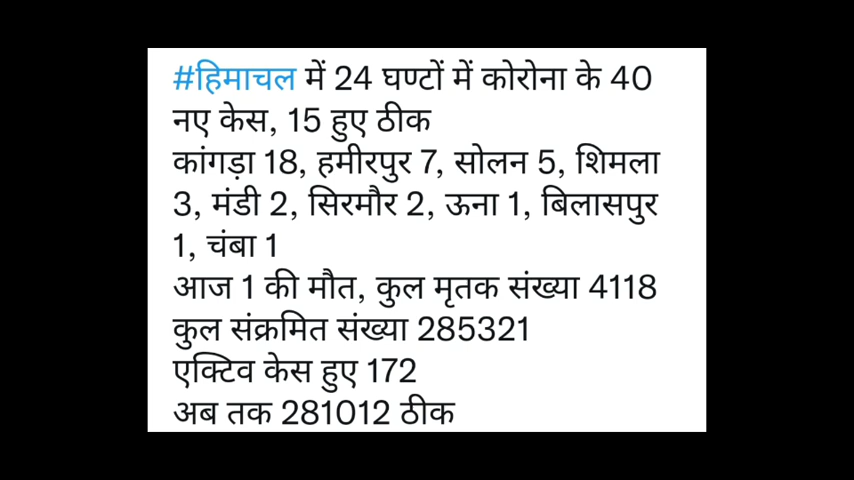 #हिमाचल में 24 घण्टों में कोरोना के 40
नए केस, 15 हुए ठीक
कांगड़ा 18, हमीरपुर 7, सोलन 5, शिमला
3, मंडी 2, सिरमौर 2, ऊना 1, बिलासपुर
1, चंबा 1
आज 1 की मौत, कुल मृतक संख्या 4118
कुल संक्रमित संख्या 285321
एक्टिव केस हुए 172
अब तक 281012 ठीक